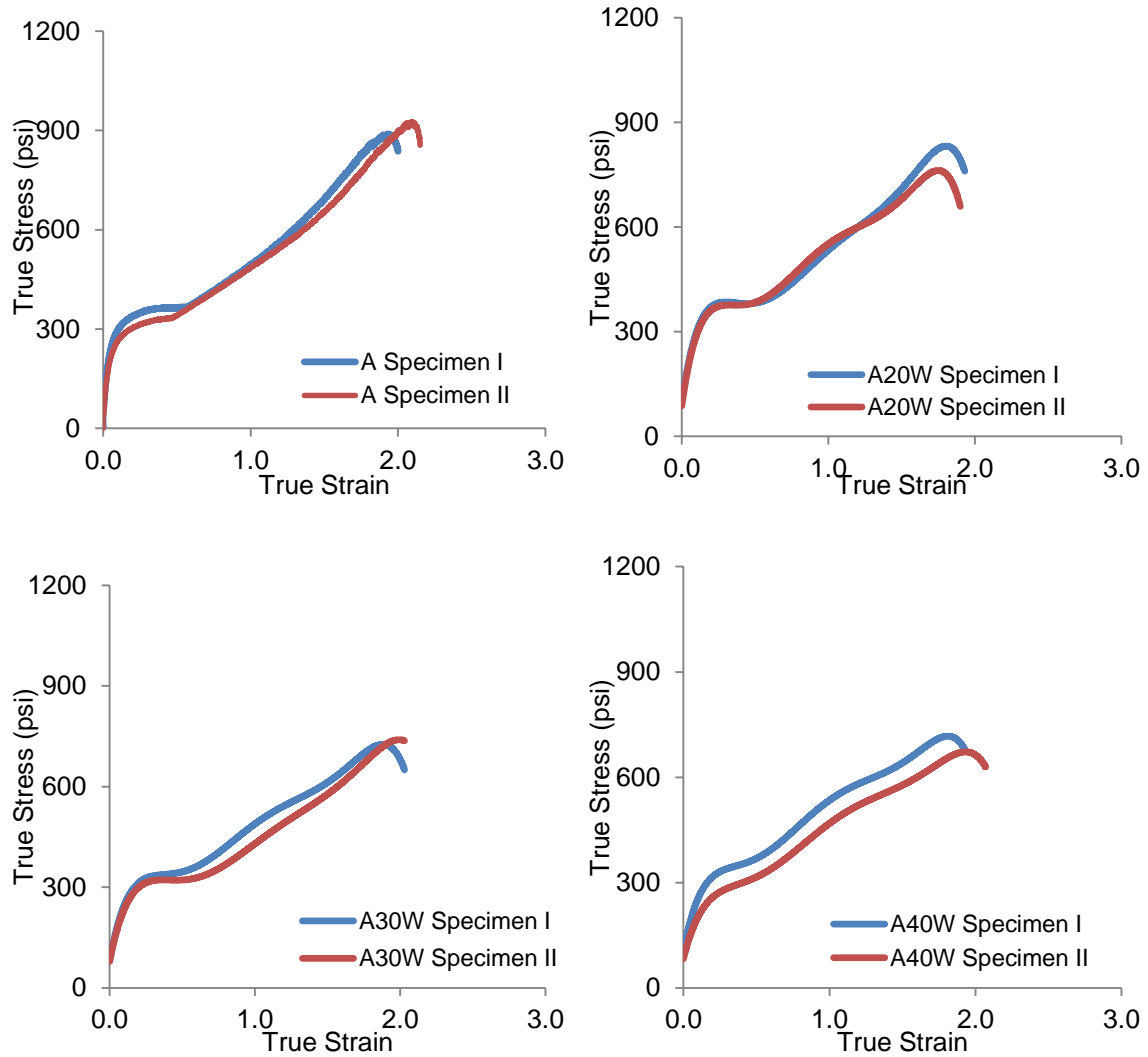 1200
900
600
300
0
True Stress (psi)
A Specimen I
A Specimen II
0.0 1.0 2.0 3.0
True Strain
1200
900
600
300
0
True Stress (psi)
A20W Specimen I
A20W Specimen II
0.0 1.0 2.0 3.0
True Strain
1200
900
600
300
0
True Stress (psi)
A30W Specimen I
A30W Specimen II
0.0 1.0 2.0 3.0
True Strain
1200
900
600
300
0
True Stress (psi)
A40W Specimen I
A40W Specimen II
0.0 1.0 2.0 3.0
True Strain